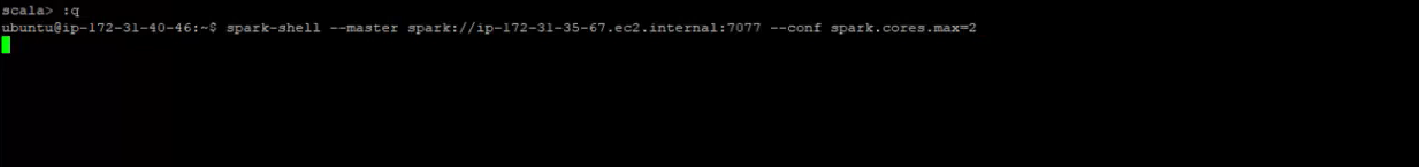 scala> :q
ubuntu@ip-172-31-40-46:~$ spark-shell --master spark://ip-172-31-35-67.ec2.internal:7077 --conf spark.cores.max=2